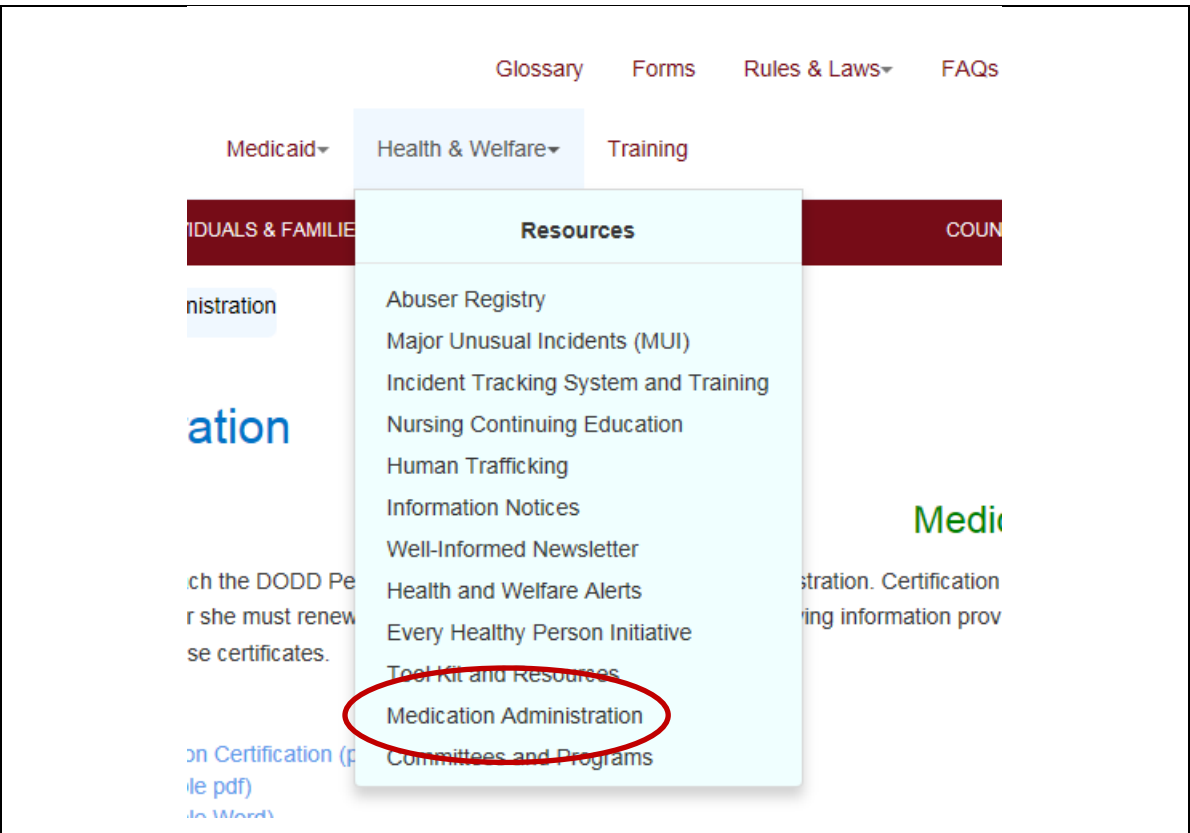 Glossary Forms Rules & Laws FAQs
Medicaid Health & Welfare Training
IDUALS & FAMILIE COUN
Resources
Abuser Registry
nistration
Major Unusual Incidents (MUI)
Incident Tracking System and Training
ation
Nursing Continuing Education
Human Trafficking
Information Notices
Medic
Well-Informed Newsletter
ch the DODD Pe stration. Certification
Health and Welfare Alerts
r she must renew ing information prov
Every Healthy Person Initiative
se certificates.
Tool Kit and Resources
Medication Administration
on Certification (p
Committees and Programs
le pdf)
le Word)